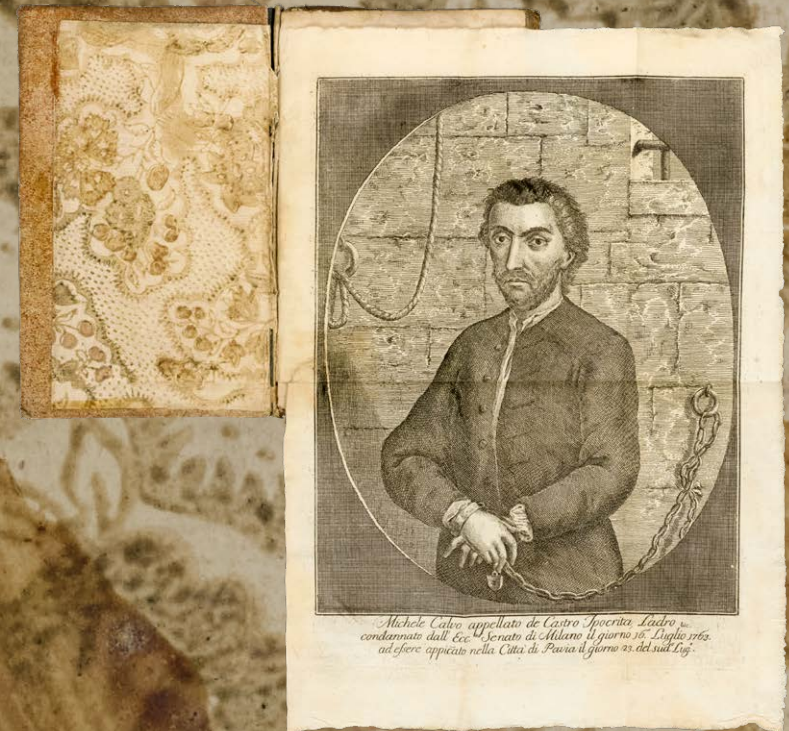 Michele Calvo appellato de Castro Ipocrita, Ladro
condannato dall' Ecc.º Senato di Milano il giorno 16. Luglio 1763.
ad essere appicato nella Città di Pavia il giorno 23. del sud.º Lug.